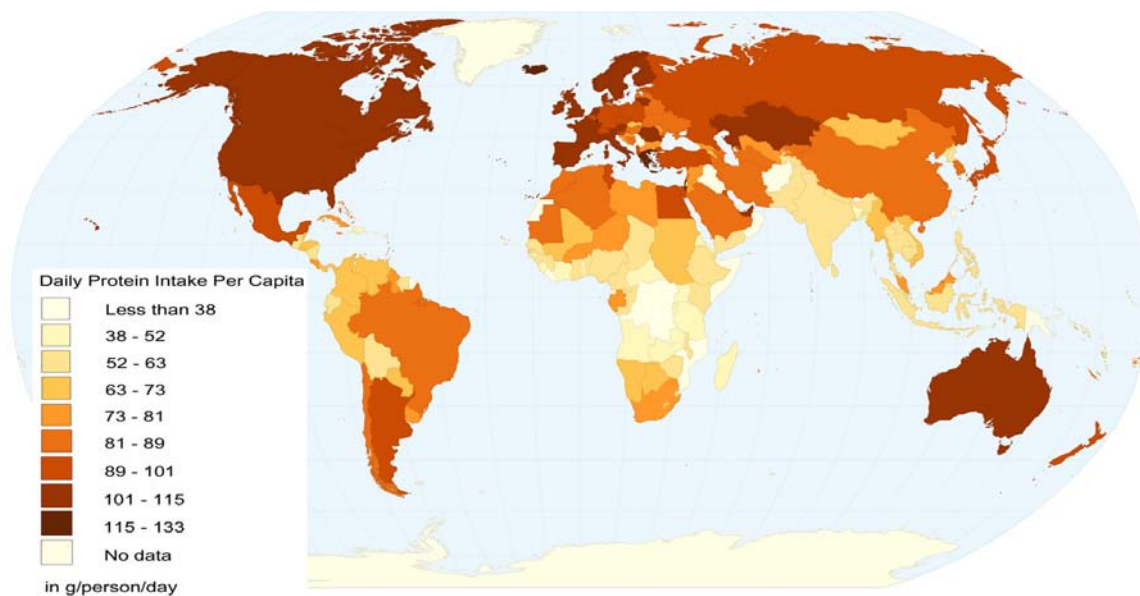 Daily Protein Intake Per Capita
Less than 38
38 - 52
52 - 63
63 - 73
73 - 81
81 - 89
89 - 101
101 - 115
115 - 133
No data
in g/person/day